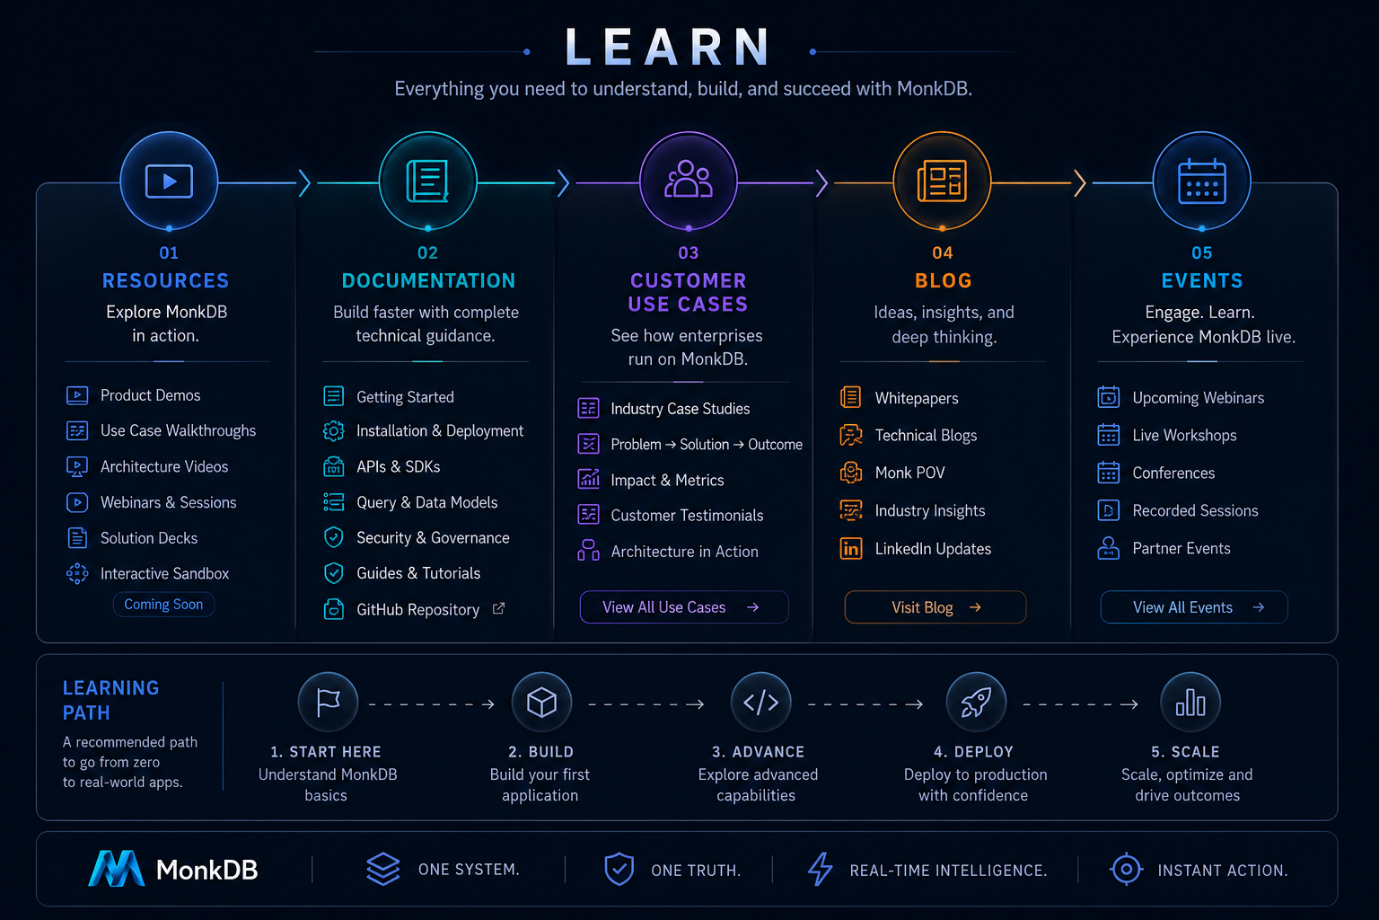 LEARN
Everything you need to understand, build, and succeed with MonkDB.
01
RESOURCES
Explore MonkDB
in action.
Product Demos
Use Case Walkthroughs
Architecture Videos
Webinars & Sessions
Solution Decks
Interactive Sandbox
Coming Soon
02
DOCUMENTATION
Build faster with complete
technical guidance.
Getting Started
Installation & Deployment
APIs & SDKs
Query & Data Models
Security & Governance
Guides & Tutorials
GitHub Repository
03
CUSTOMER
USE CASES
See how enterprises
run on MonkDB.
Industry Case Studies
Problem → Solution → Outcome
Impact & Metrics
Customer Testimonials
Architecture in Action
View All Use Cases →
04
BLOG
Ideas, insights, and
deep thinking.
Whitepapers
Technical Blogs
Monk POV
Industry Insights
LinkedIn Updates
Visit Blog →
05
EVENTS
Engage. Learn.
Experience MonkDB live.
Upcoming Webinars
Live Workshops
Conferences
Recorded Sessions
Partner Events
View All Events →
LEARNING
PATH
A recommended path
to go from zero
to real-world apps.
1. START HERE
Understand MonkDB
basics
2. BUILD
Build your first
application
3. ADVANCE
Explore advanced
capabilities
4. DEPLOY
Deploy to production
with confidence
5. SCALE
Scale, optimize and
drive outcomes
MonkDB
ONE SYSTEM.
ONE TRUTH.
REAL-TIME INTELLIGENCE.
INSTANT ACTION.